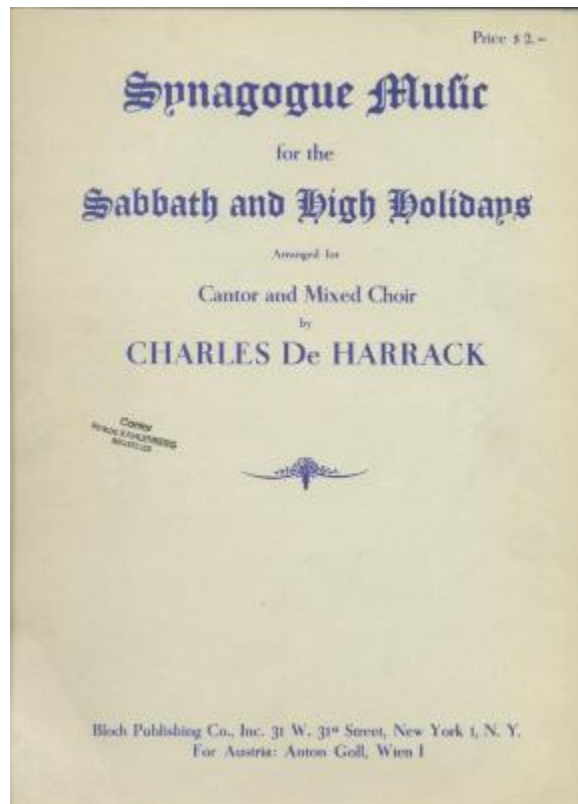 Price $ 2.–
Synagogue Music
for the
Sabbath and High Holidays
Arranged for
Cantor and Mixed Choir
by
CHARLES De HARRACK
Cantor
Bloch Publishing Co., Inc. 31 W. 31st Street, New York 1, N. Y.
For Austria: Anton Goll, Wien I